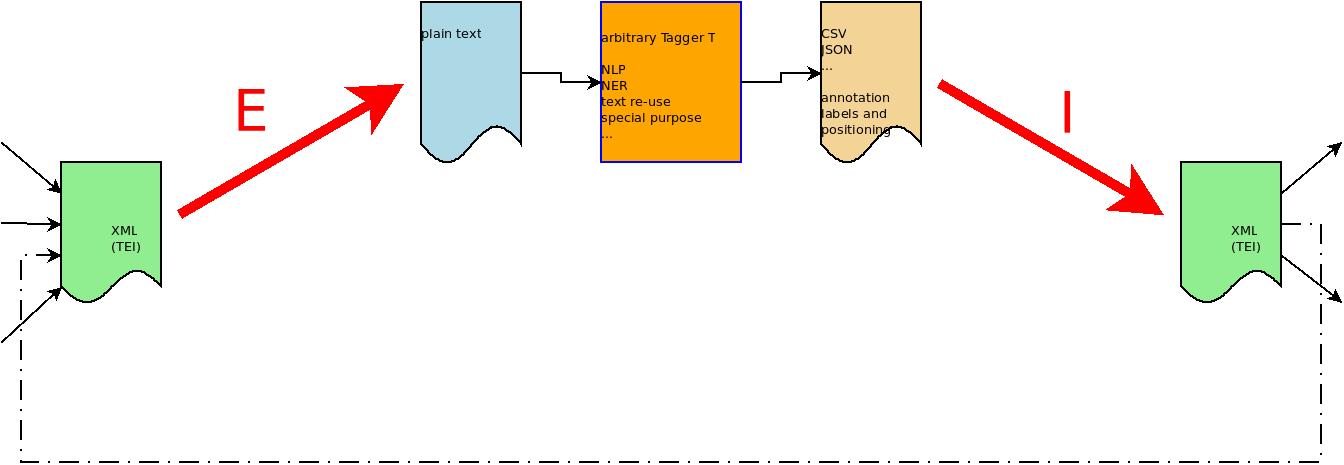 E
plain text
arbitrary Tagger T
NLP
NER
text re-use
special purpose
...
CSV
JSON
...
annotation
labels and
positioning
I
XML
(TEI)
XML
(TEI)